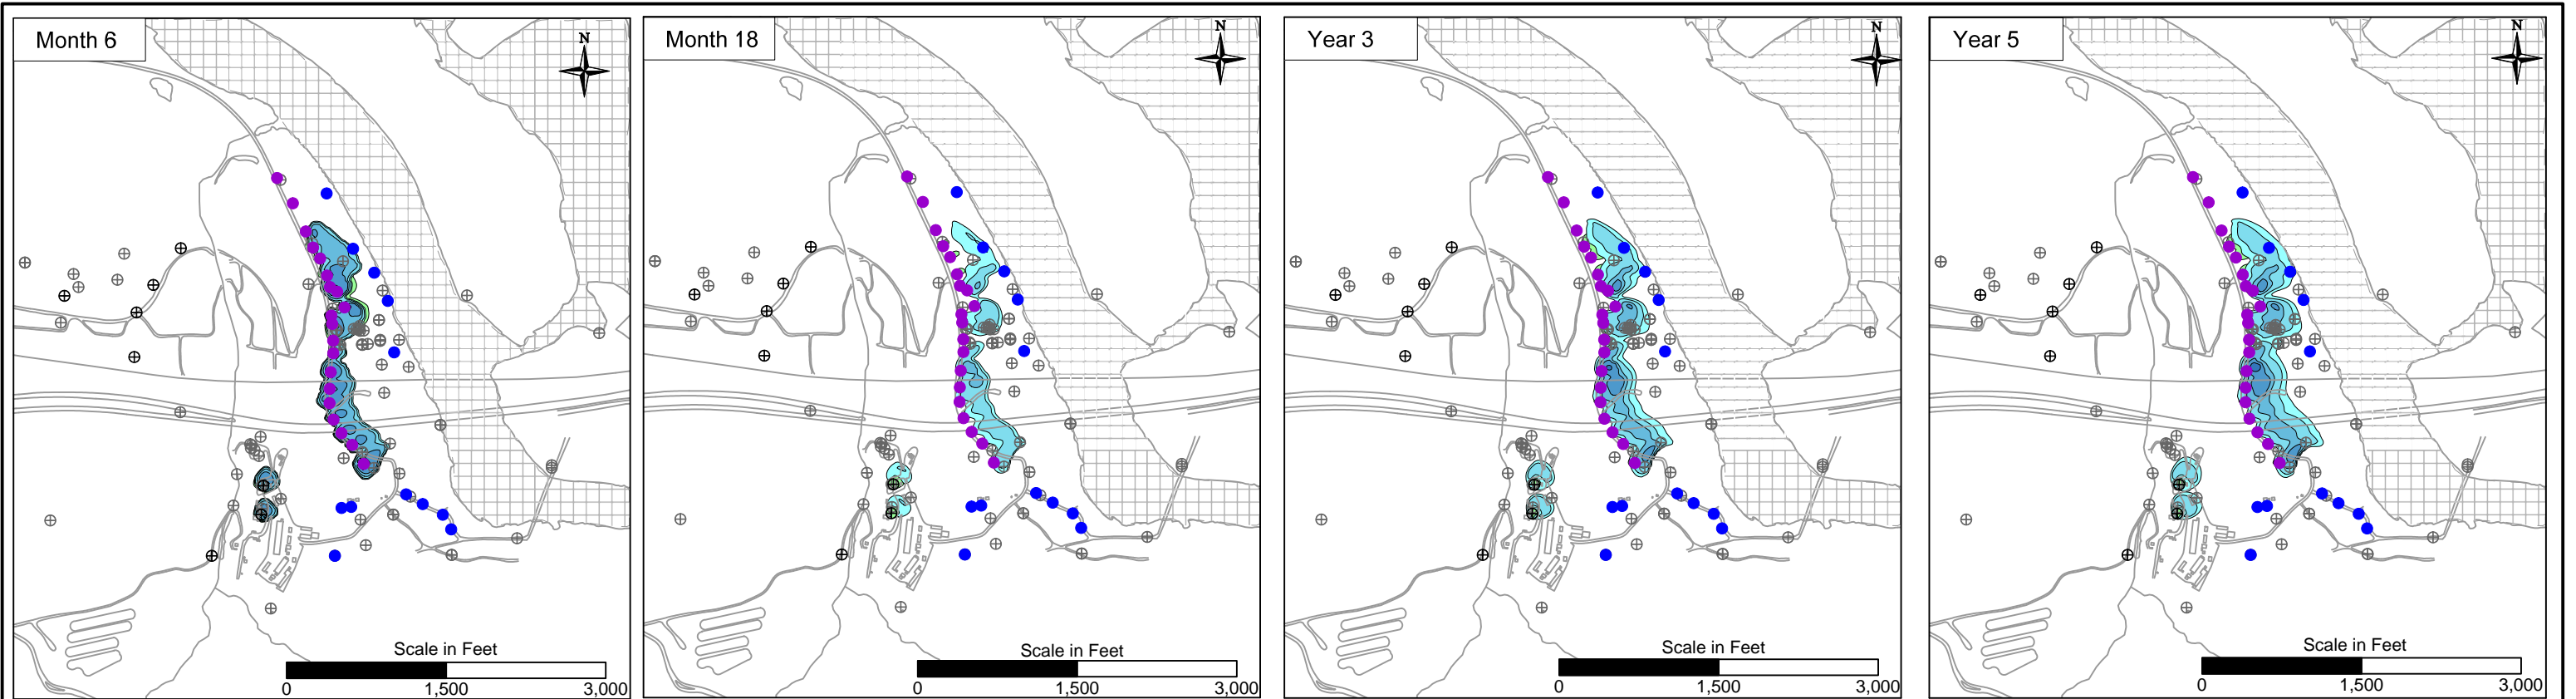 Month 6
N
Scale in Feet
0 1,500 3,000
Month 18
N
Scale in Feet
0 1,500 3,000
Year 3
N
Scale in Feet
0 1,500 3,000
Year 5
N
Scale in Feet
0 1,500 3,000